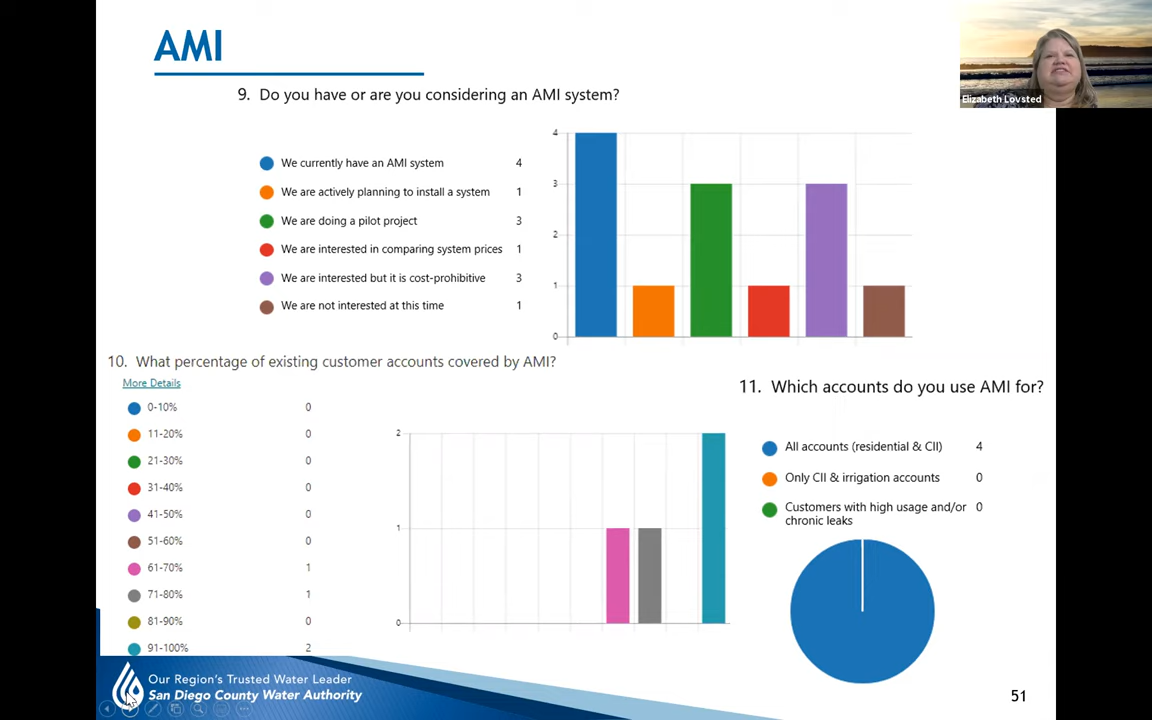 AMI
Elizabeth Lovsted
9. Do you have or are you considering an AMI system?
We currently have an AMI system 4
We are actively planning to install a system 1
We are doing a pilot project 3
We are interested in comparing system prices 1
We are interested but it is cost-prohibitive 3
We are not interested at this time 1
4
3
2
1
0
10. What percentage of existing customer accounts covered by AMI?
More Details
0-10% 0
11-20% 0
21-30% 0
31-40% 0
41-50% 0
51-60% 0
61-70% 1
71-80% 1
81-90% 0
91-100% 2
2
1
0
11. Which accounts do you use AMI for?
All accounts (residential & CII) 4
Only CII & irrigation accounts 0
Customers with high usage and/or 0
chronic leaks
Our Region's Trusted Water Leader
San Diego County Water Authority
51